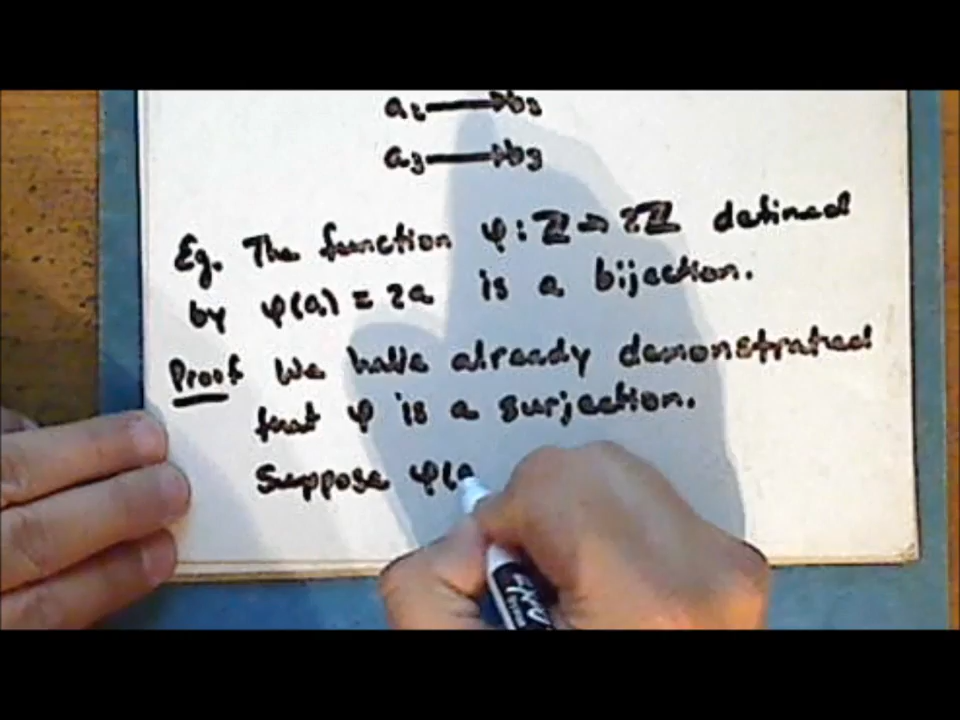 a₂ → b₂
a₃ → b₃
Eg. The function φ : ℤ → 2ℤ defined
by φ(a) = 2a is a bijection.
Proof We have already demonstrated
that φ is a surjection.
Suppose φ(a